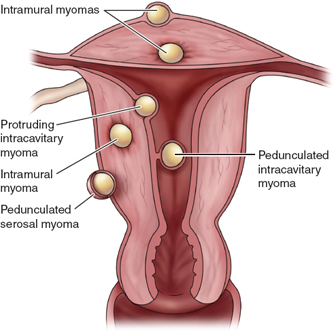 Intramural myomas
Protruding
intracavitary
myoma
Intramural
myoma
Pedunculated
serosal myoma
Pedunculated
intracavitary
myoma